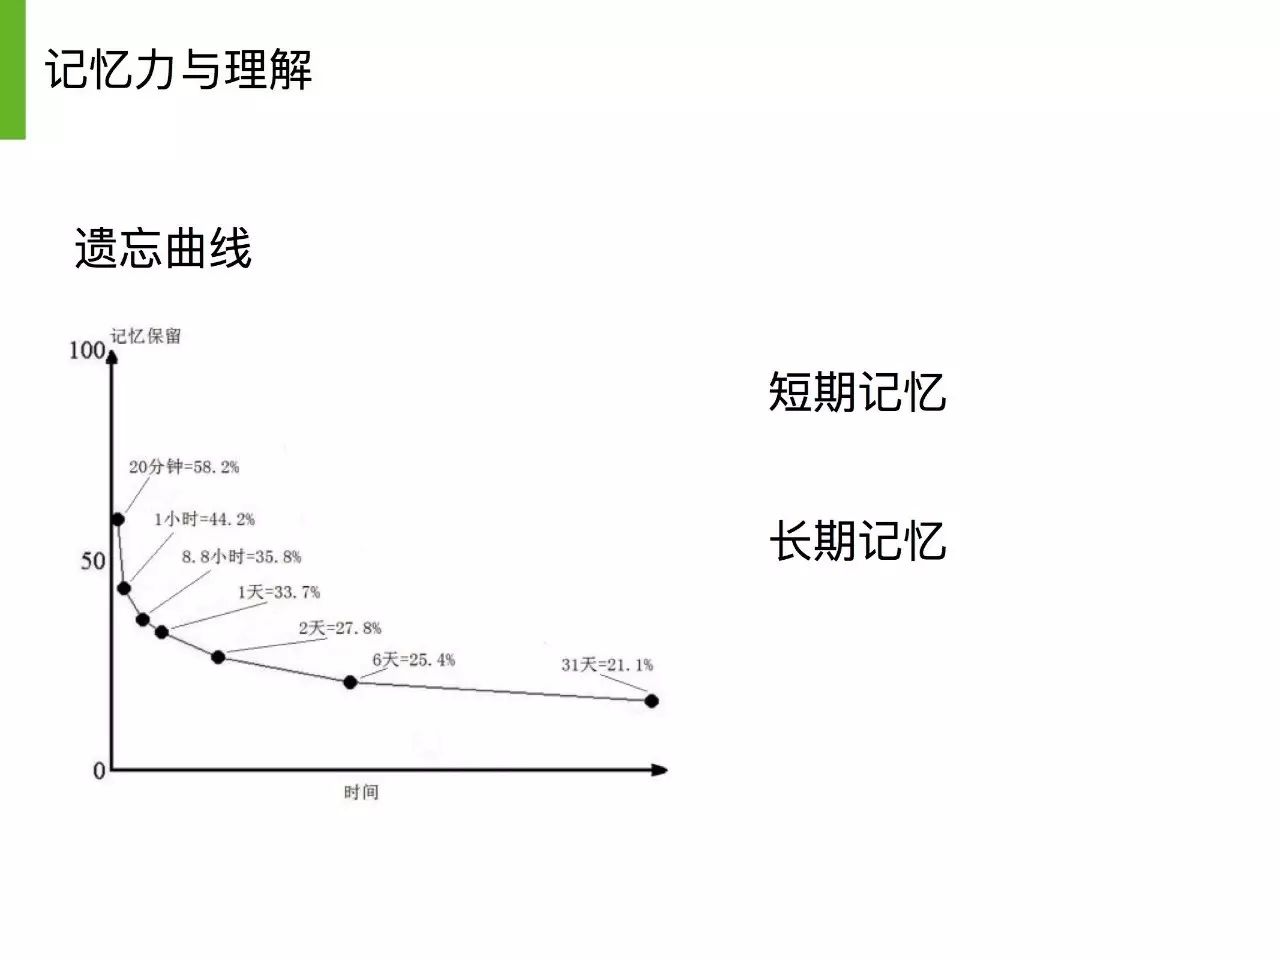 记忆力与理解
遗忘曲线
记忆保留
100
20分钟=58.2%
1小时=44.2%
50
8.8小时=35.8%
1天=33.7%
2天=27.8%
6天=25.4%
31天=21.1%
0
时间
短期记忆
长期记忆